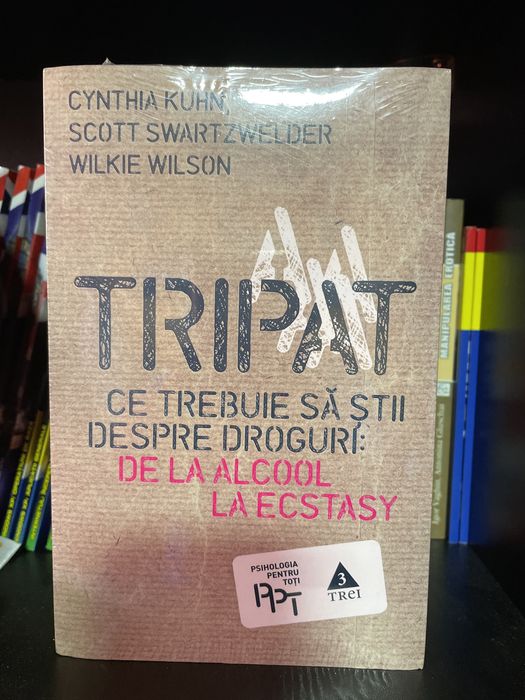 CYNTHIA KUHN,
SCOTT SWARTZWELDER
WILKIE WILSON
TRIPAT
CE TREBUIE SĂ ȘTII
DESPRE DROGURI:
DE LA ALCOOL
LA ECSTASY
PSIHOLOGIA
PENTRU
TOȚI
PPT
3
TREI
MANIPULAREA EROTICA